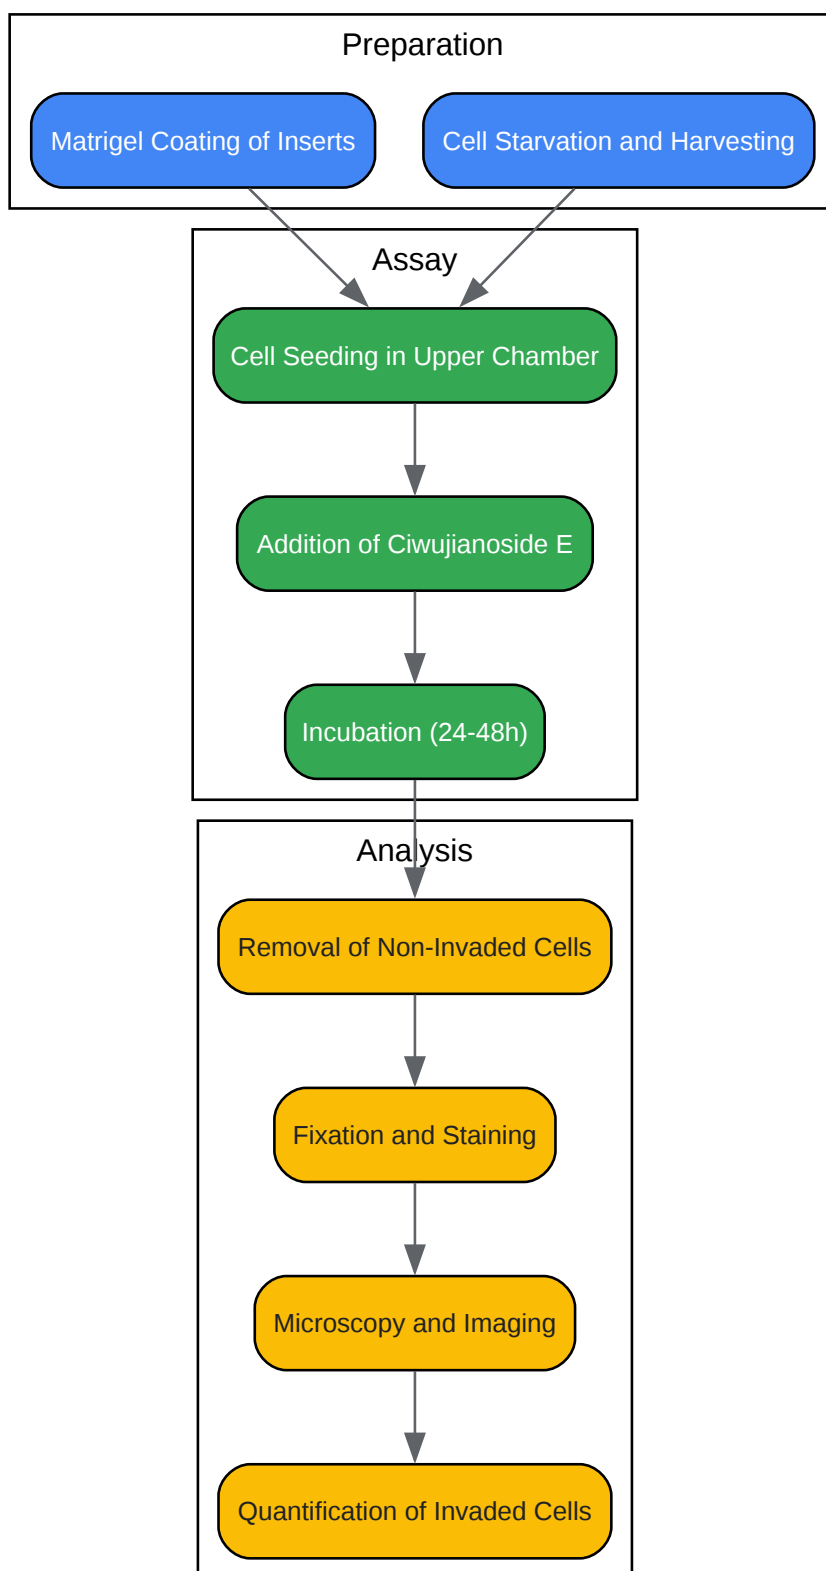 Preparation
Matrigel Coating of Inserts
Cell Starvation and Harvesting
Assay
Cell Seeding in Upper Chamber
Addition of Ciwujianoside E
Incubation (24-48h)
Analysis
Removal of Non-Invaded Cells
Fixation and Staining
Microscopy and Imaging
Quantification of Invaded Cells